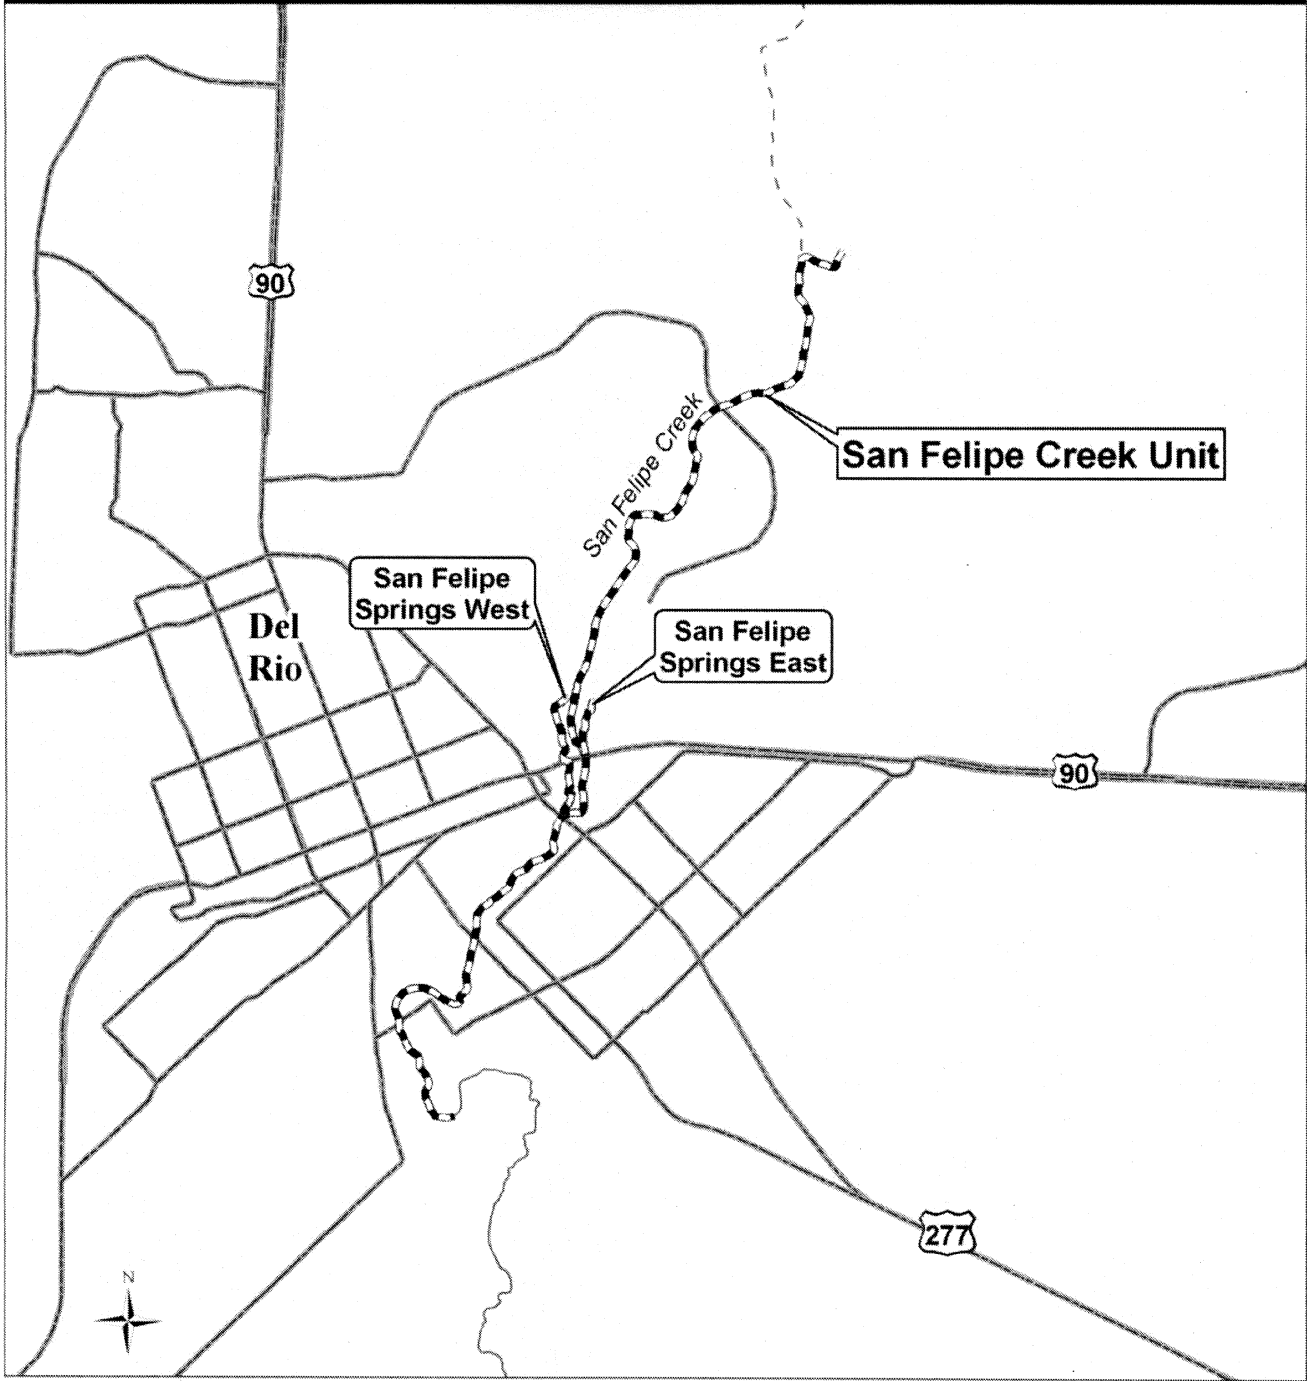 90
San Felipe Creek
San Felipe Creek Unit
San Felipe
Springs West
Del
Rio
San Felipe
Springs East
90
277
N